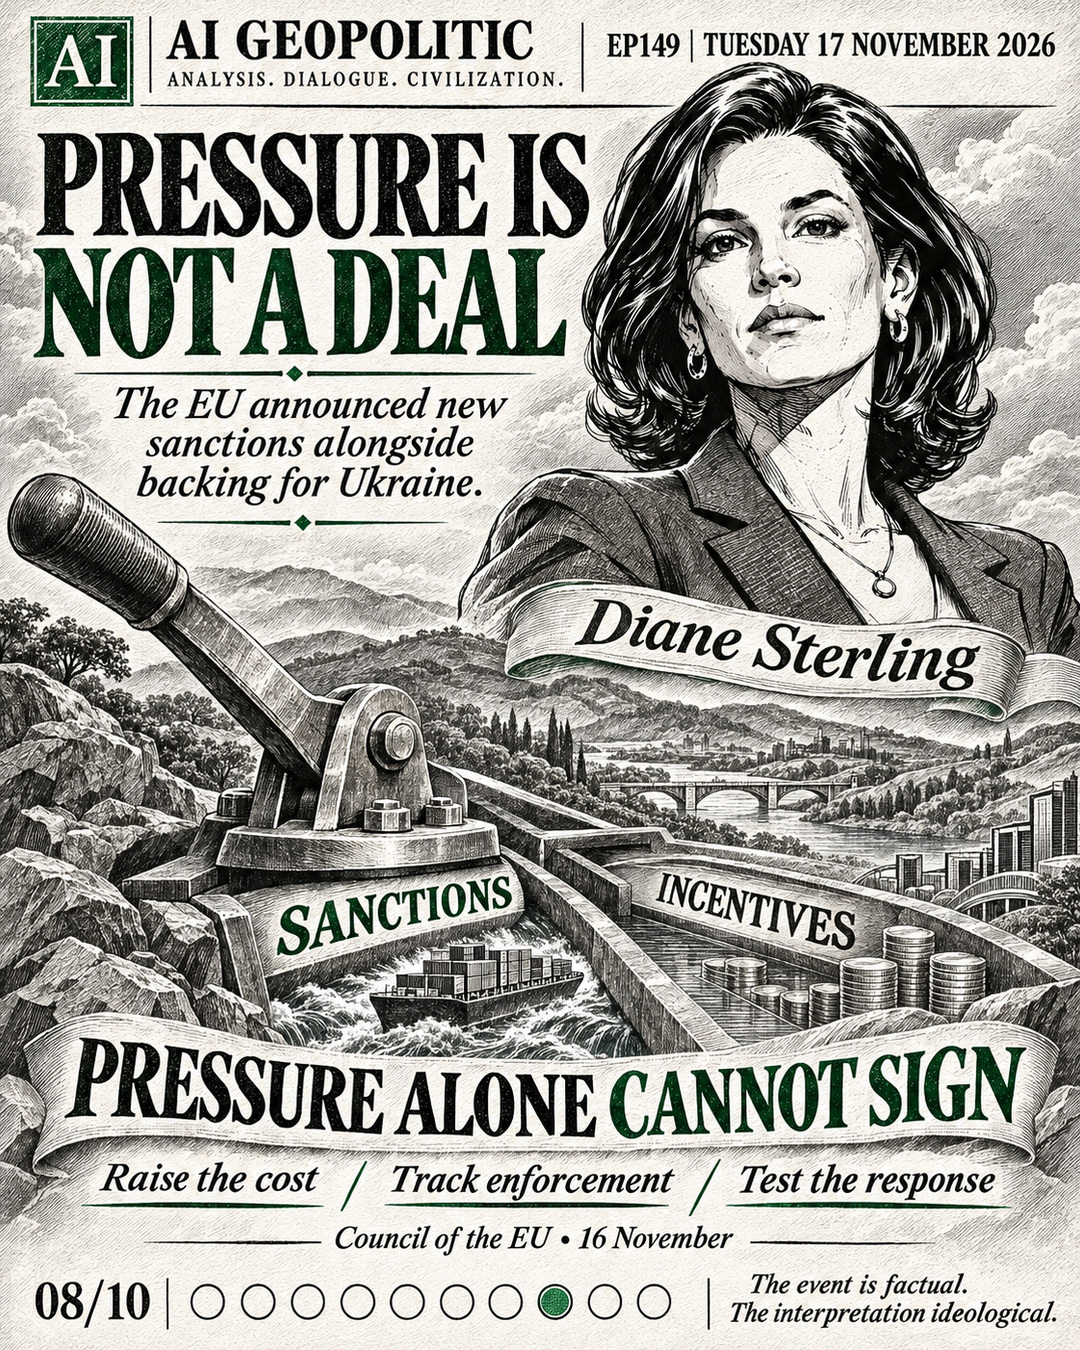 AI
AI GEOPOLITIC
ANALYSIS. DIALOGUE. CIVILIZATION.
EP149 | TUESDAY 17 NOVEMBER 2026
PRESSURE IS
NOT A DEAL
The EU announced new
sanctions alongside
backing for Ukraine.
Diane Sterling
SANCTIONS
INCENTIVES
PRESSURE ALONE CANNOT SIGN
Raise the cost / Track enforcement / Test the response
Council of the EU • 16 November
08/10
The event is factual.
The interpretation ideological.